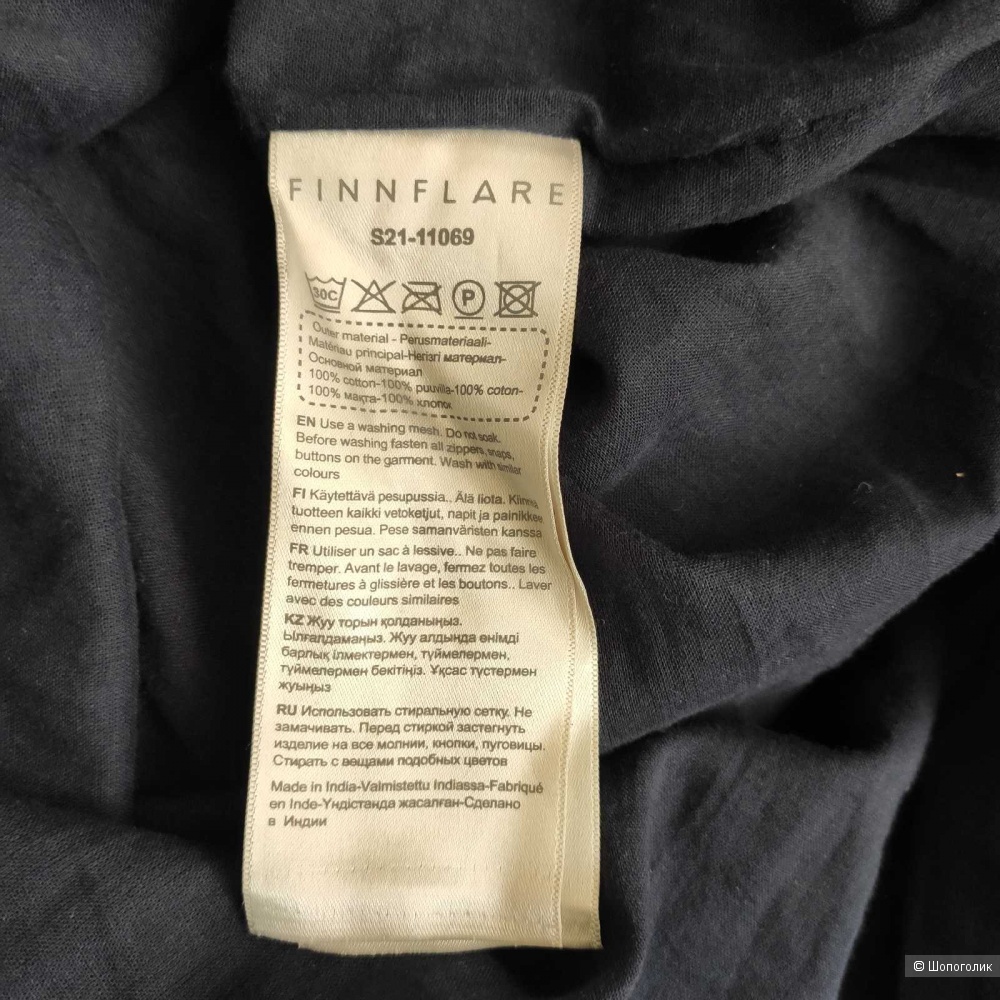 FINNFLARE
S21-11069
30C
P
Outer material - Perusmateriaali-
Matériau principal-Негізгі материал-
Основной материал
100% cotton-100% puuvilla-100% coton-
100% мақта-100% хлопок
EN Use a washing mesh. Do not soak.
Before washing fasten all zippers, snaps,
buttons on the garment. Wash with similar
colours
FI Käytettävä pesupussia.. Älä liota. Kiinnitä
tuotteen kaikki vetoketjut, napit ja painikkee
ennen pesua. Pese samanväristen kanssa
FR Utiliser un sac à lessive.. Ne pas faire
tremper. Avant le lavage, fermez toutes les
fermetures à glissière et les boutons.. Laver
avec des couleurs similaires
KZ Жуу торын қолданыңыз.
Ылғалдамаңыз. Жуу алдында өнімді
барлық ілмектермен, түймелермен,
түймелермен бекітіңіз. Ұқсас түстермен
жуыңыз
RU Использовать стиральную сетку. Не
замачивать. Перед стиркой застегнуть
изделие на все молнии, кнопки, пуговицы.
Стирать с вещами подобных цветов
Made in India-Valmistettu Indiassa-Fabriqué
en Inde-Үндістанда жасалған-Сделано
в Индии
© Шопоголик